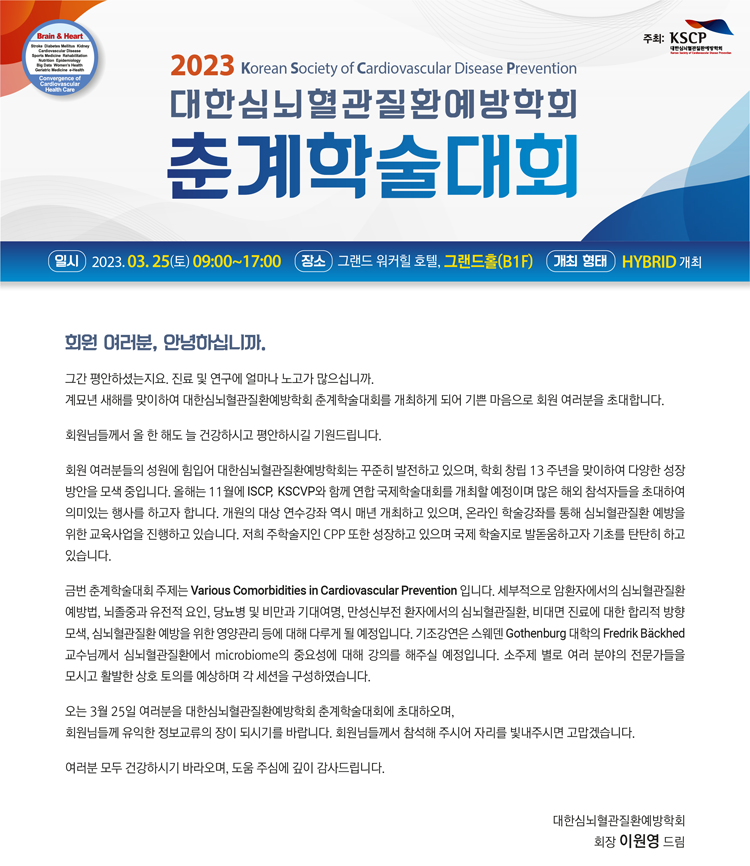 Brain & Heart
Stroke Diabetes Mellitus Kidney
Cardiovascular Disease
Sports Medicine Rehabilitation
Nutrition Epidemiology
Big Data Women's Health
Geriatric Medicine e-Health
Convergence of
Cardiovascular
Health Care
주최: KSCP
대한심뇌혈관질환예방학회
Korean Society of Cardiovascular Disease Prevention
2023 Korean Society of Cardiovascular Disease Prevention
대한심뇌혈관질환예방학회
춘계학술대회
일시 2023. 03. 25(토) 09:00~17:00 장소 그랜드 워커힐 호텔, 그랜드홀(B1F) 개최 형태 HYBRID 개최
회원 여러분, 안녕하십니까.
그간 평안하셨는지요. 진료 및 연구에 얼마나 노고가 많으십니까.
계묘년 새해를 맞이하여 대한심뇌혈관질환예방학회 춘계학술대회를 개최하게 되어 기쁜 마음으로 회원 여러분을 초대합니다.
회원님들께서 올 한 해도 늘 건강하시고 평안하시길 기원드립니다.
회원 여러분들의 성원에 힘입어 대한심뇌혈관질환예방학회는 꾸준히 발전하고 있으며, 학회 창립 13주년을 맞이하여 다양한 성장
방안을 모색 중입니다. 올해는 11월에 ISCP, KSCVP와 함께 연합 국제학술대회를 개최할 예정이며 많은 해외 참석자들을 초대하여
의미있는 행사를 하고자 합니다. 개원의 대상 연수강좌 역시 매년 개최하고 있으며, 온라인 학술강좌를 통해 심뇌혈관질환 예방을
위한 교육사업을 진행하고 있습니다. 저희 주학술지인 CPP 또한 성장하고 있으며 국제 학술지로 발돋움하고자 기초를 탄탄히 하고
있습니다.
금번 춘계학술대회 주제는 Various Comorbidities in Cardiovascular Prevention 입니다. 세부적으로 암환자에서의 심뇌혈관질환
예방법, 뇌졸중과 유전적 요인, 당뇨병 및 비만과 기대여명, 만성신부전 환자에서의 심뇌혈관질환, 비대면 진료에 대한 합리적 방향
모색, 심뇌혈관질환 예방을 위한 영양관리 등에 대해 다루게 될 예정입니다. 기조강연은 스웨덴 Gothenburg 대학의 Fredrik Bäckhed
교수님께서 심뇌혈관질환에서 microbiome의 중요성에 대해 강의를 해주실 예정입니다. 소주제 별로 여러 분야의 전문가들을
모시고 활발한 상호 토의를 예상하며 각 세션을 구성하였습니다.
오는 3월 25일 여러분을 대한심뇌혈관질환예방학회 춘계학술대회에 초대하오며,
회원님들께 유익한 정보교류의 장이 되시기를 바랍니다. 회원님들께서 참석해 주시어 자리를 빛내주시면 고맙겠습니다.
여러분 모두 건강하시기 바라오며, 도움 주심에 깊이 감사드립니다.
대한심뇌혈관질환예방학회
회장 이원영 드림